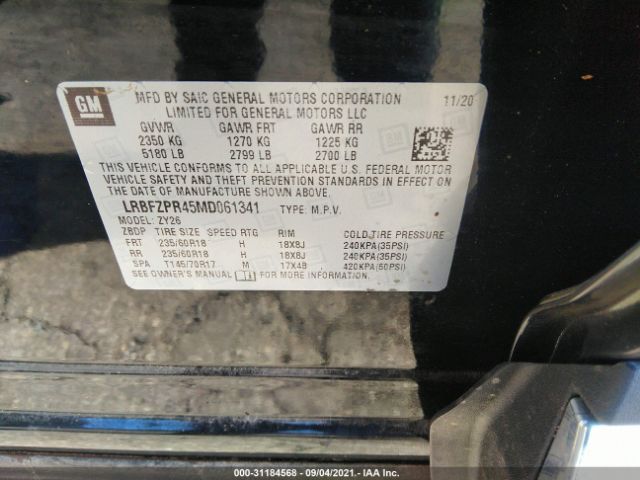 GM
MFD BY SAIC GENERAL MOTORS CORPORATION 11/20
LIMITED FOR GENERAL MOTORS LLC
GVWR GAWR FRT GAWR RR
2350 KG 1270 KG 1225 KG
5180 LB 2799 LB 2700 LB
THIS VEHICLE CONFORMS TO ALL APPLICABLE U.S. FEDERAL MOTOR
VEHICLE SAFETY AND THEFT PREVENTION STANDARDS IN EFFECT ON
THE DATE OF MANUFACTURE SHOWN ABOVE.
LRBFZPR45MD061341 TYPE: M.P.V.
MODEL: ZY26
ZBDP TIRE SIZE SPEED RTG RIM COLD TIRE PRESSURE
FRT 235/60R18 H 18X8J 240KPA(35PSI)
RR 235/60R18 H 18X8J 240KPA(35PSI)
SPA T145/70R17 M 17X4B 420KPA(60PSI)
SEE OWNER'S MANUAL FOR MORE INFORMATION.
000-31184568 - 09/04/2021 - IAA Inc.